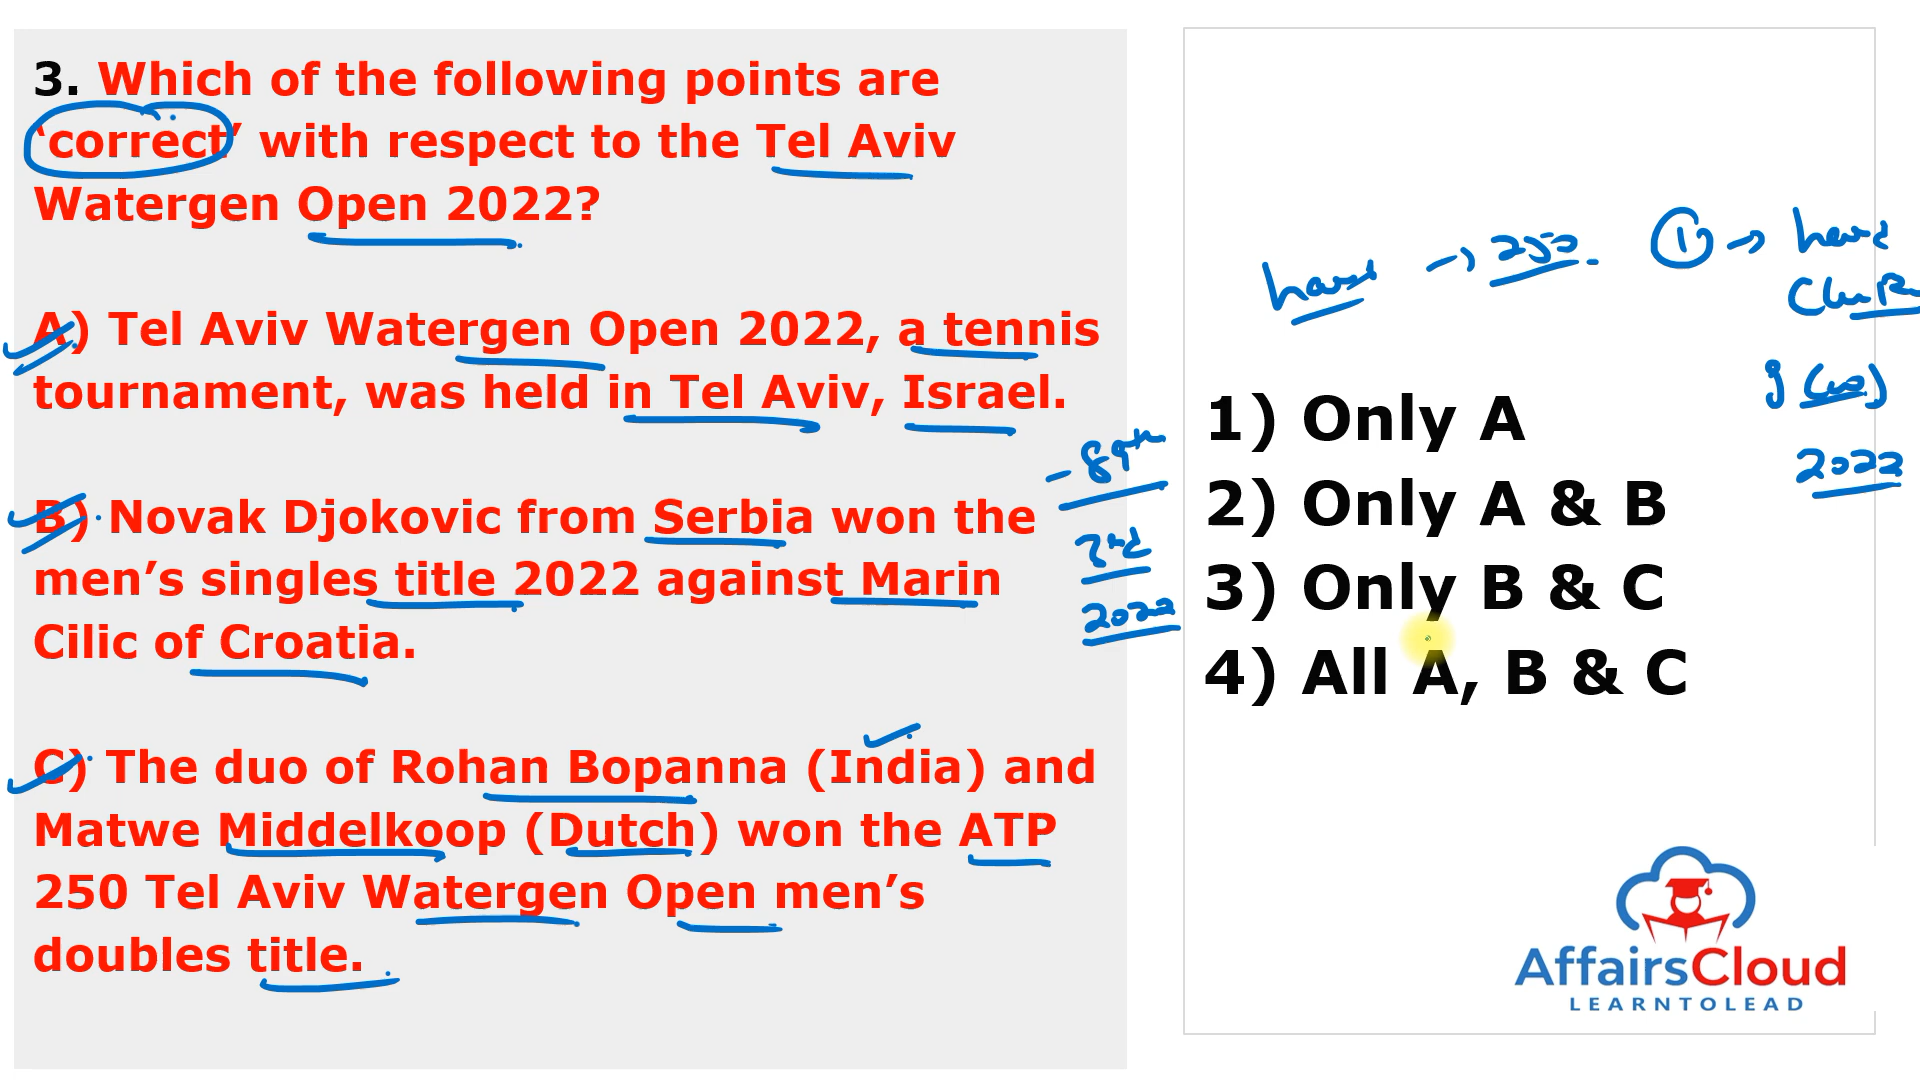 3. Which of the following points are
‘correct’ with respect to the Tel Aviv
Watergen Open 2022?
A) Tel Aviv Watergen Open 2022, a tennis
tournament, was held in Tel Aviv, Israel.
B) Novak Djokovic from Serbia won the
men’s singles title 2022 against Marin
Cilic of Croatia.
C) The duo of Rohan Bopanna (India) and
Matwe Middelkoop (Dutch) won the ATP
250 Tel Aviv Watergen Open men’s
doubles title.
- 89th
2022
→ 250
① → hard
2022
1) Only A
2) Only A & B
3) Only B & C
4) All A, B & C
AffairsCloud
LEARNTOLEAD